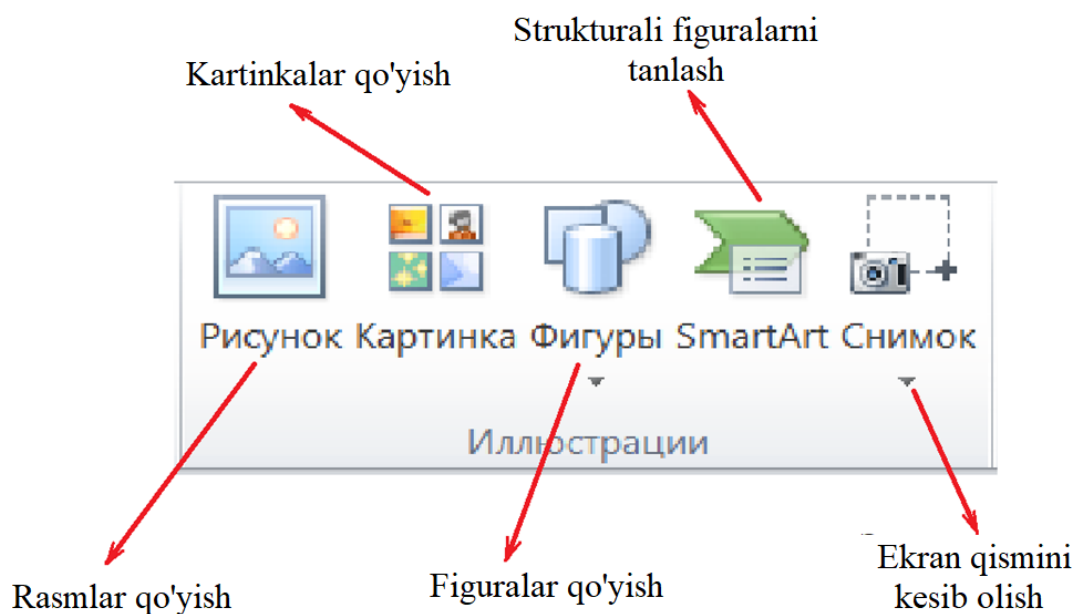 Strukturali figuralarni
tanlash
Kartinkalar qo'yish
Рисунок Картинка Фигуры SmartArt Снимок
Иллюстрации
Rasmlar qo'yish
Figuralar qo'yish
Ekran qismini
kesib olish